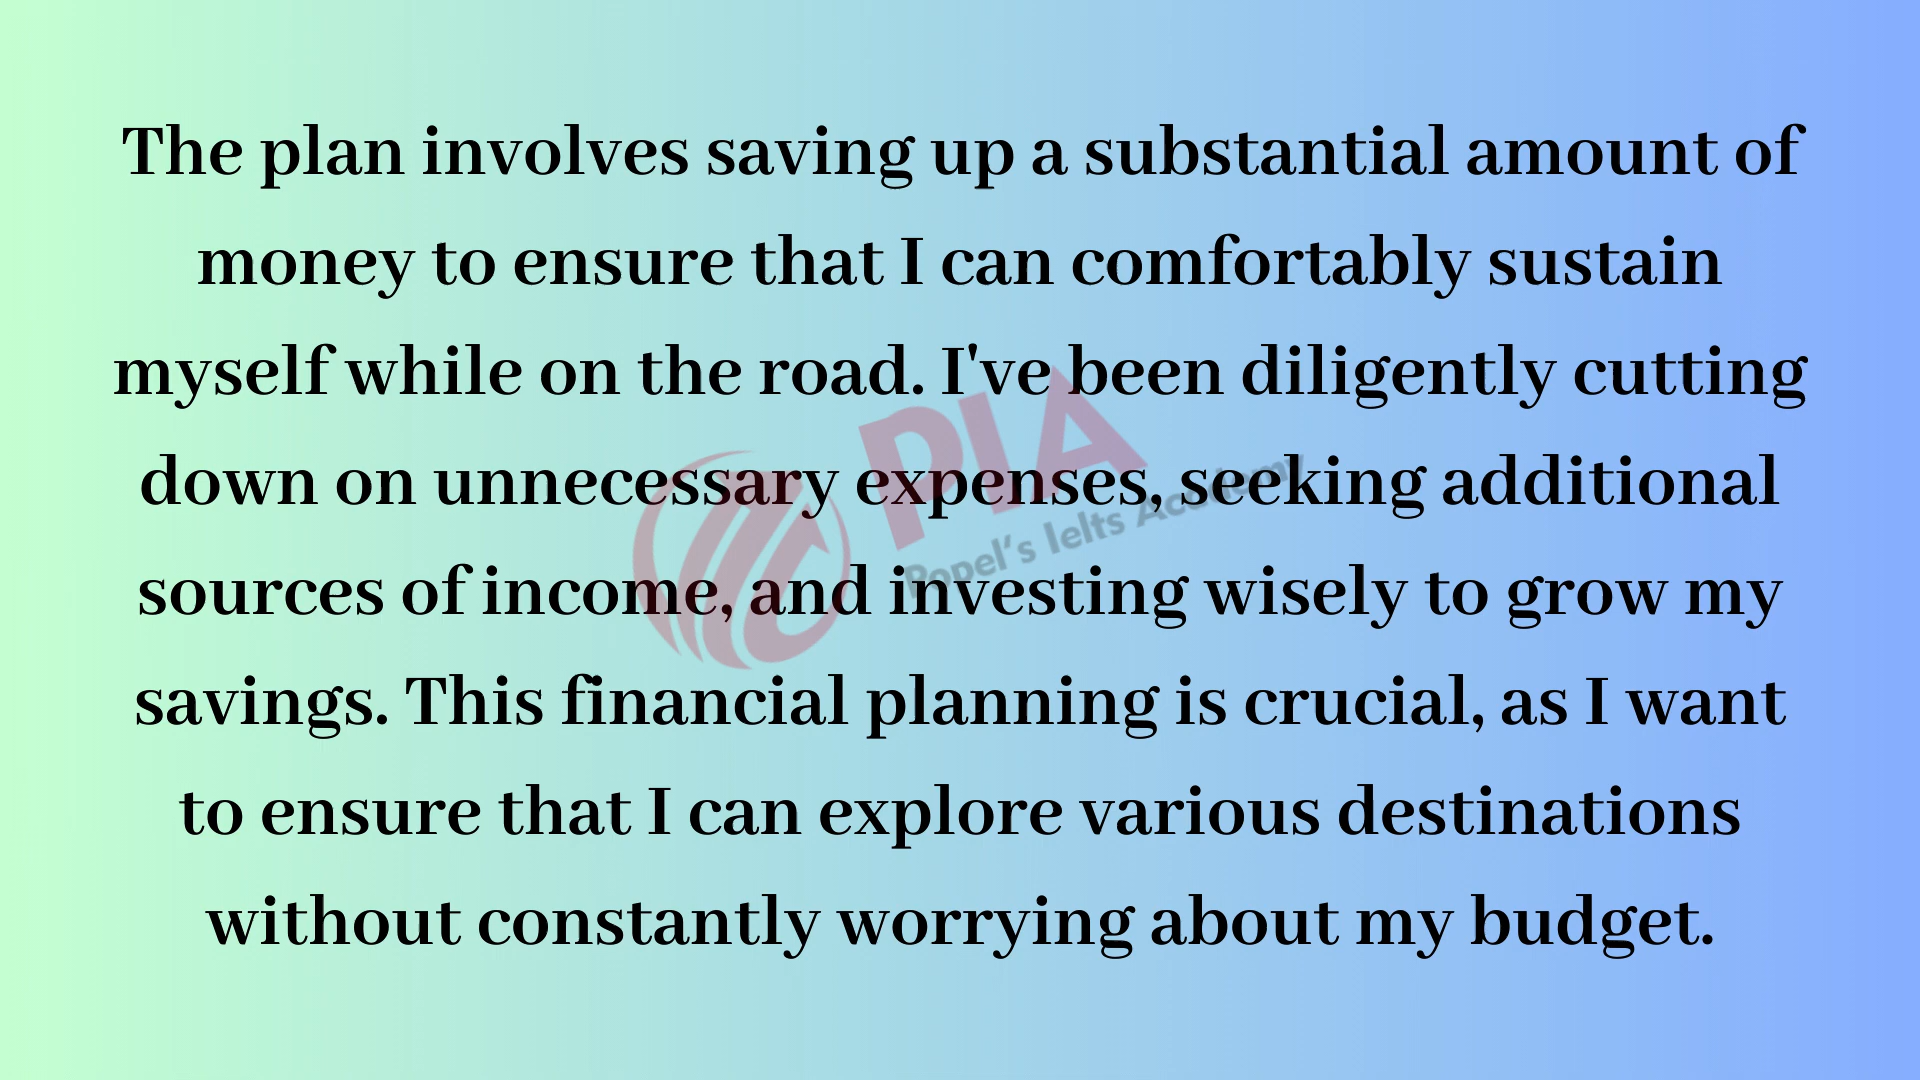 The plan involves saving up a substantial amount of
money to ensure that I can comfortably sustain
myself while on the road. I've been diligently cutting
down on unnecessary expenses, seeking additional
sources of income, and investing wisely to grow my
savings. This financial planning is crucial, as I want
to ensure that I can explore various destinations
without constantly worrying about my budget.
PIA
Popel's Ielts Academy